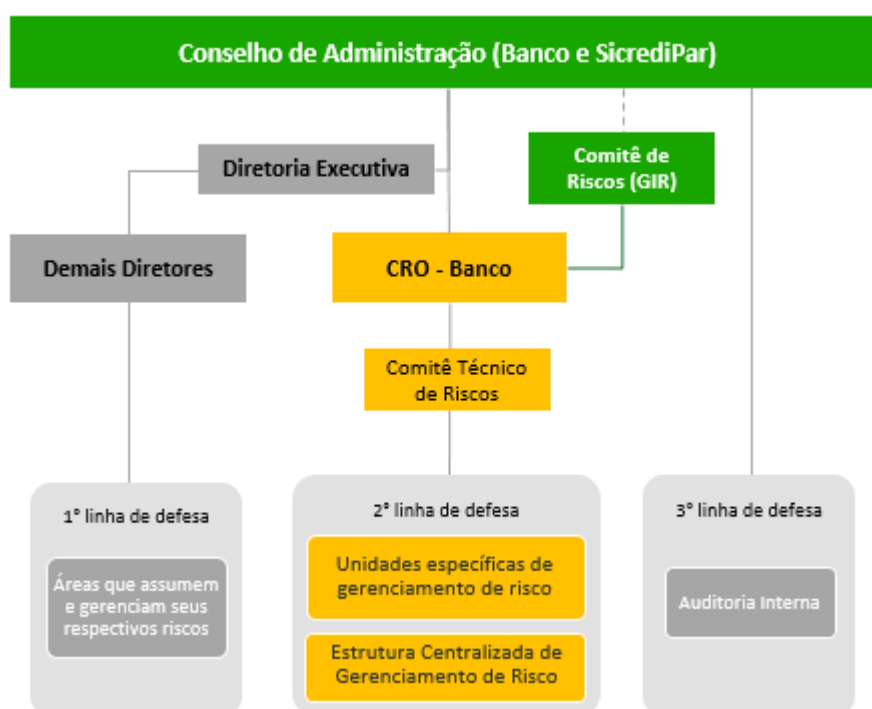 Conselho de Administração (Banco e SicrediPar)
Diretoria Executiva
Comitê de
Riscos (GIR)
Demais Diretores
CRO - Banco
Comitê Técnico
de Riscos
1° linha de defesa
Áreas que assumem
e gerenciam seus
respectivos riscos
2° linha de defesa
Unidades específicas de
gerenciamento de risco
Estrutura Centralizada de
Gerenciamento de Risco
3° linha de defesa
Auditoria Interna